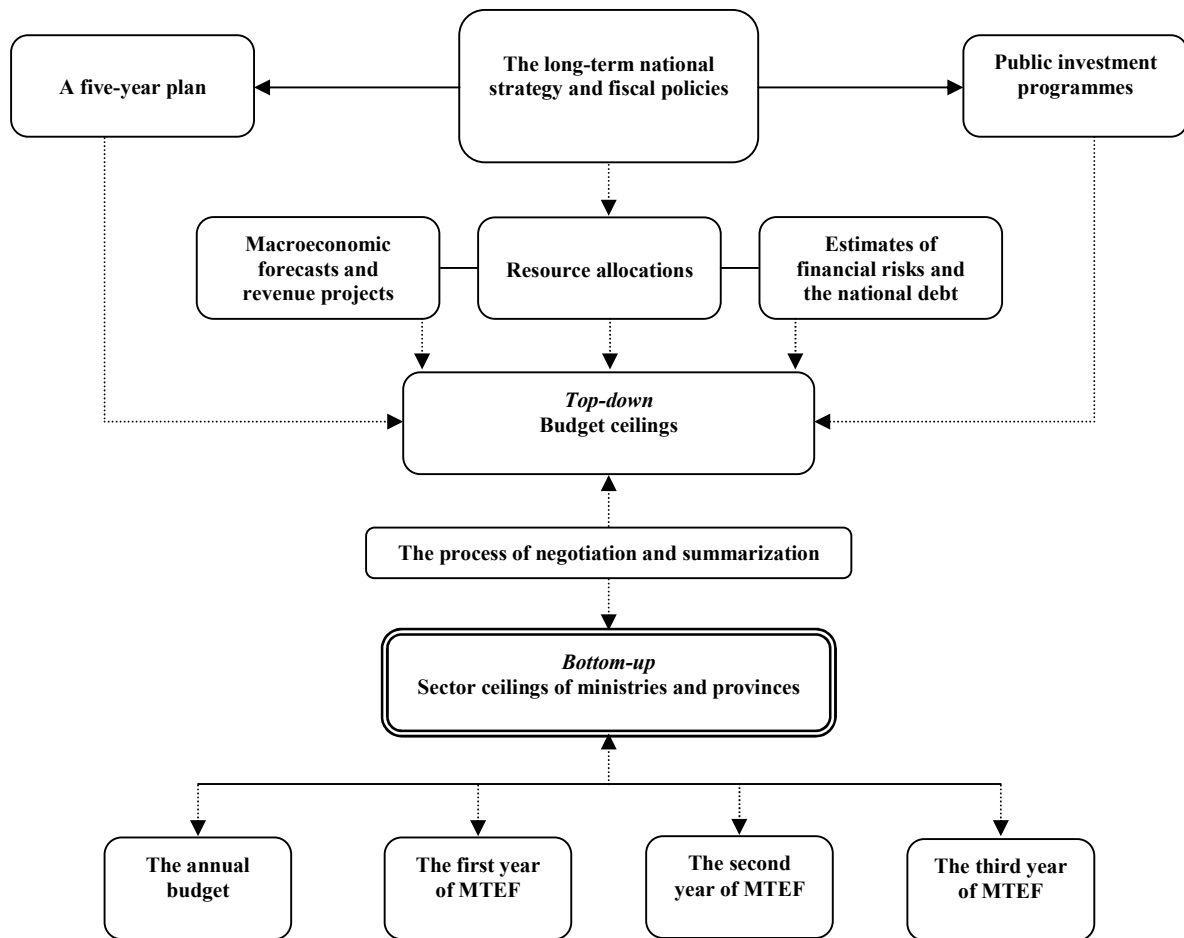 A five-year plan
The long-term national
strategy and fiscal policies
Public investment
programmes
Macroeconomic
forecasts and
revenue projects
Resource allocations
Estimates of
financial risks and
the national debt
Top-down
Budget ceilings
The process of negotiation and summarization
Bottom-up
Sector ceilings of ministries and provinces
The annual
budget
The first year
of MTEF
The second
year of MTEF
The third year
of MTEF